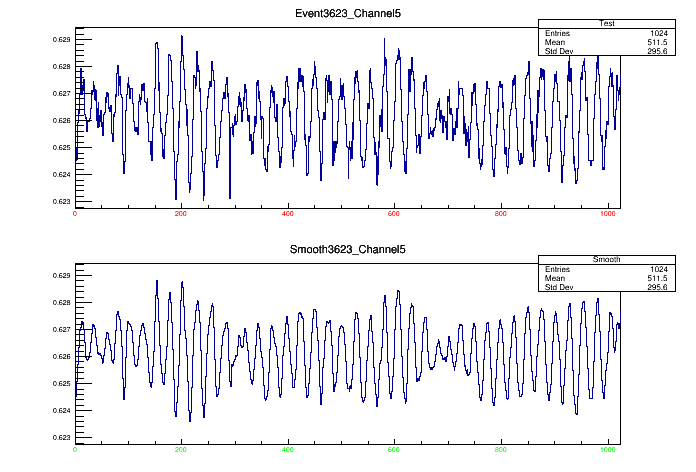 Event3623_Channel5
Test
Entries 1024
Mean 511.5
Std Dev 295.6
0.629
0.628
0.627
0.626
0.625
0.624
0.623
0 200 400 600 800 1000
Smooth3623_Channel5
Smooth
Entries 1024
Mean 511.5
Std Dev 295.6
0.629
0.628
0.627
0.626
0.625
0.624
0.623
0 200 400 600 800 1000